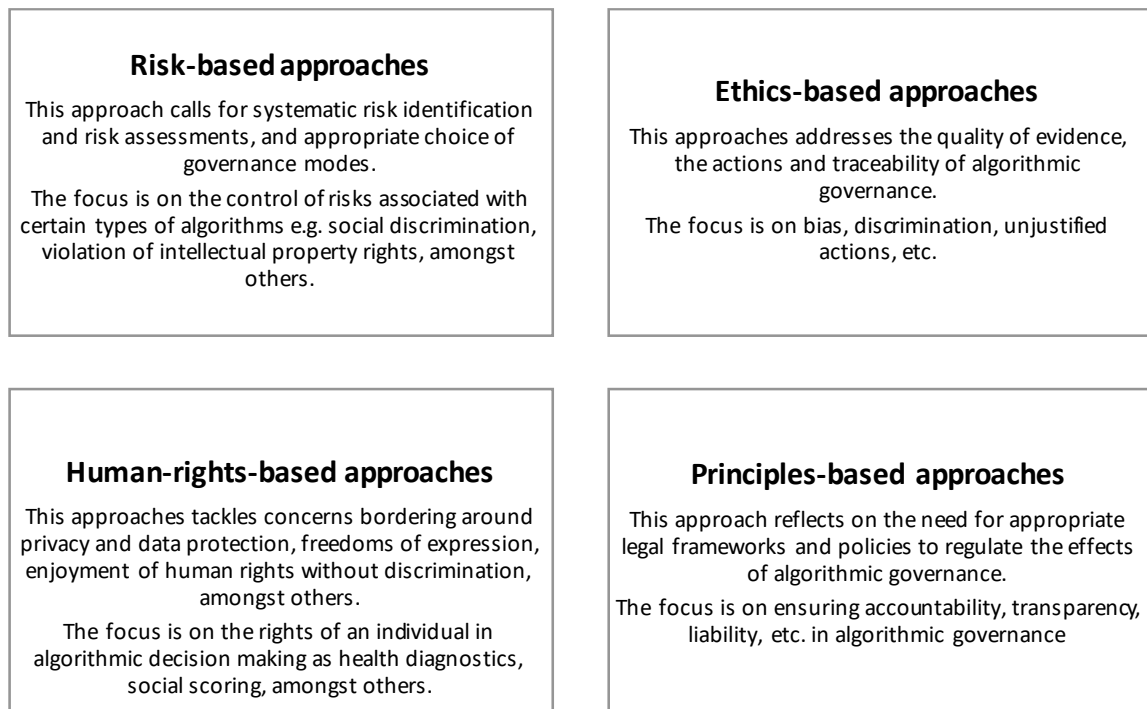 Risk-based approaches
This approach calls for systematic risk identification
and risk assessments, and appropriate choice of
governance modes.
The focus is on the control of risks associated with
certain types of algorithms e.g. social discrimination,
violation of intellectual property rights, amongst
others.
Ethics-based approaches
This approaches addresses the quality of evidence,
the actions and traceability of algorithmic
governance.
The focus is on bias, discrimination, unjustified
actions, etc.
Human-rights-based approaches
This approaches tackles concerns bordering around
privacy and data protection, freedoms of expression,
enjoyment of human rights without discrimination,
amongst others.
The focus is on the rights of an individual in
algorithmic decision making as health diagnostics,
social scoring, amongst others.
Principles-based approaches
This approach reflects on the need for appropriate
legal frameworks and policies to regulate the effects
of algorithmic governance.
The focus is on ensuring accountability, transparency,
liability, etc. in algorithmic governance